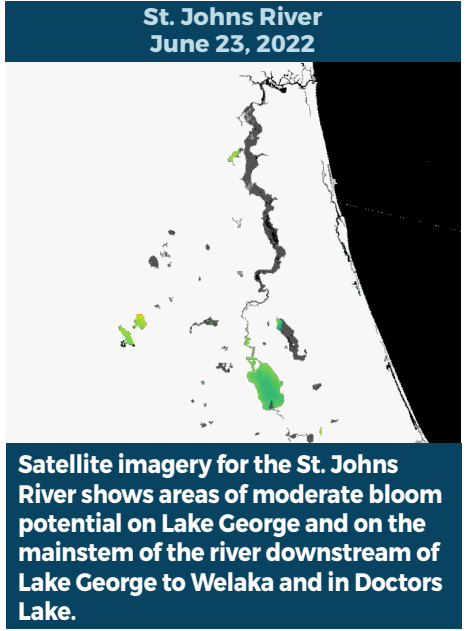 St. Johns River
June 23, 2022
Satellite imagery for the St. Johns
River shows areas of moderate bloom
potential on Lake George and on the
mainstem of the river downstream of
Lake George to Welaka and in Doctors
Lake.